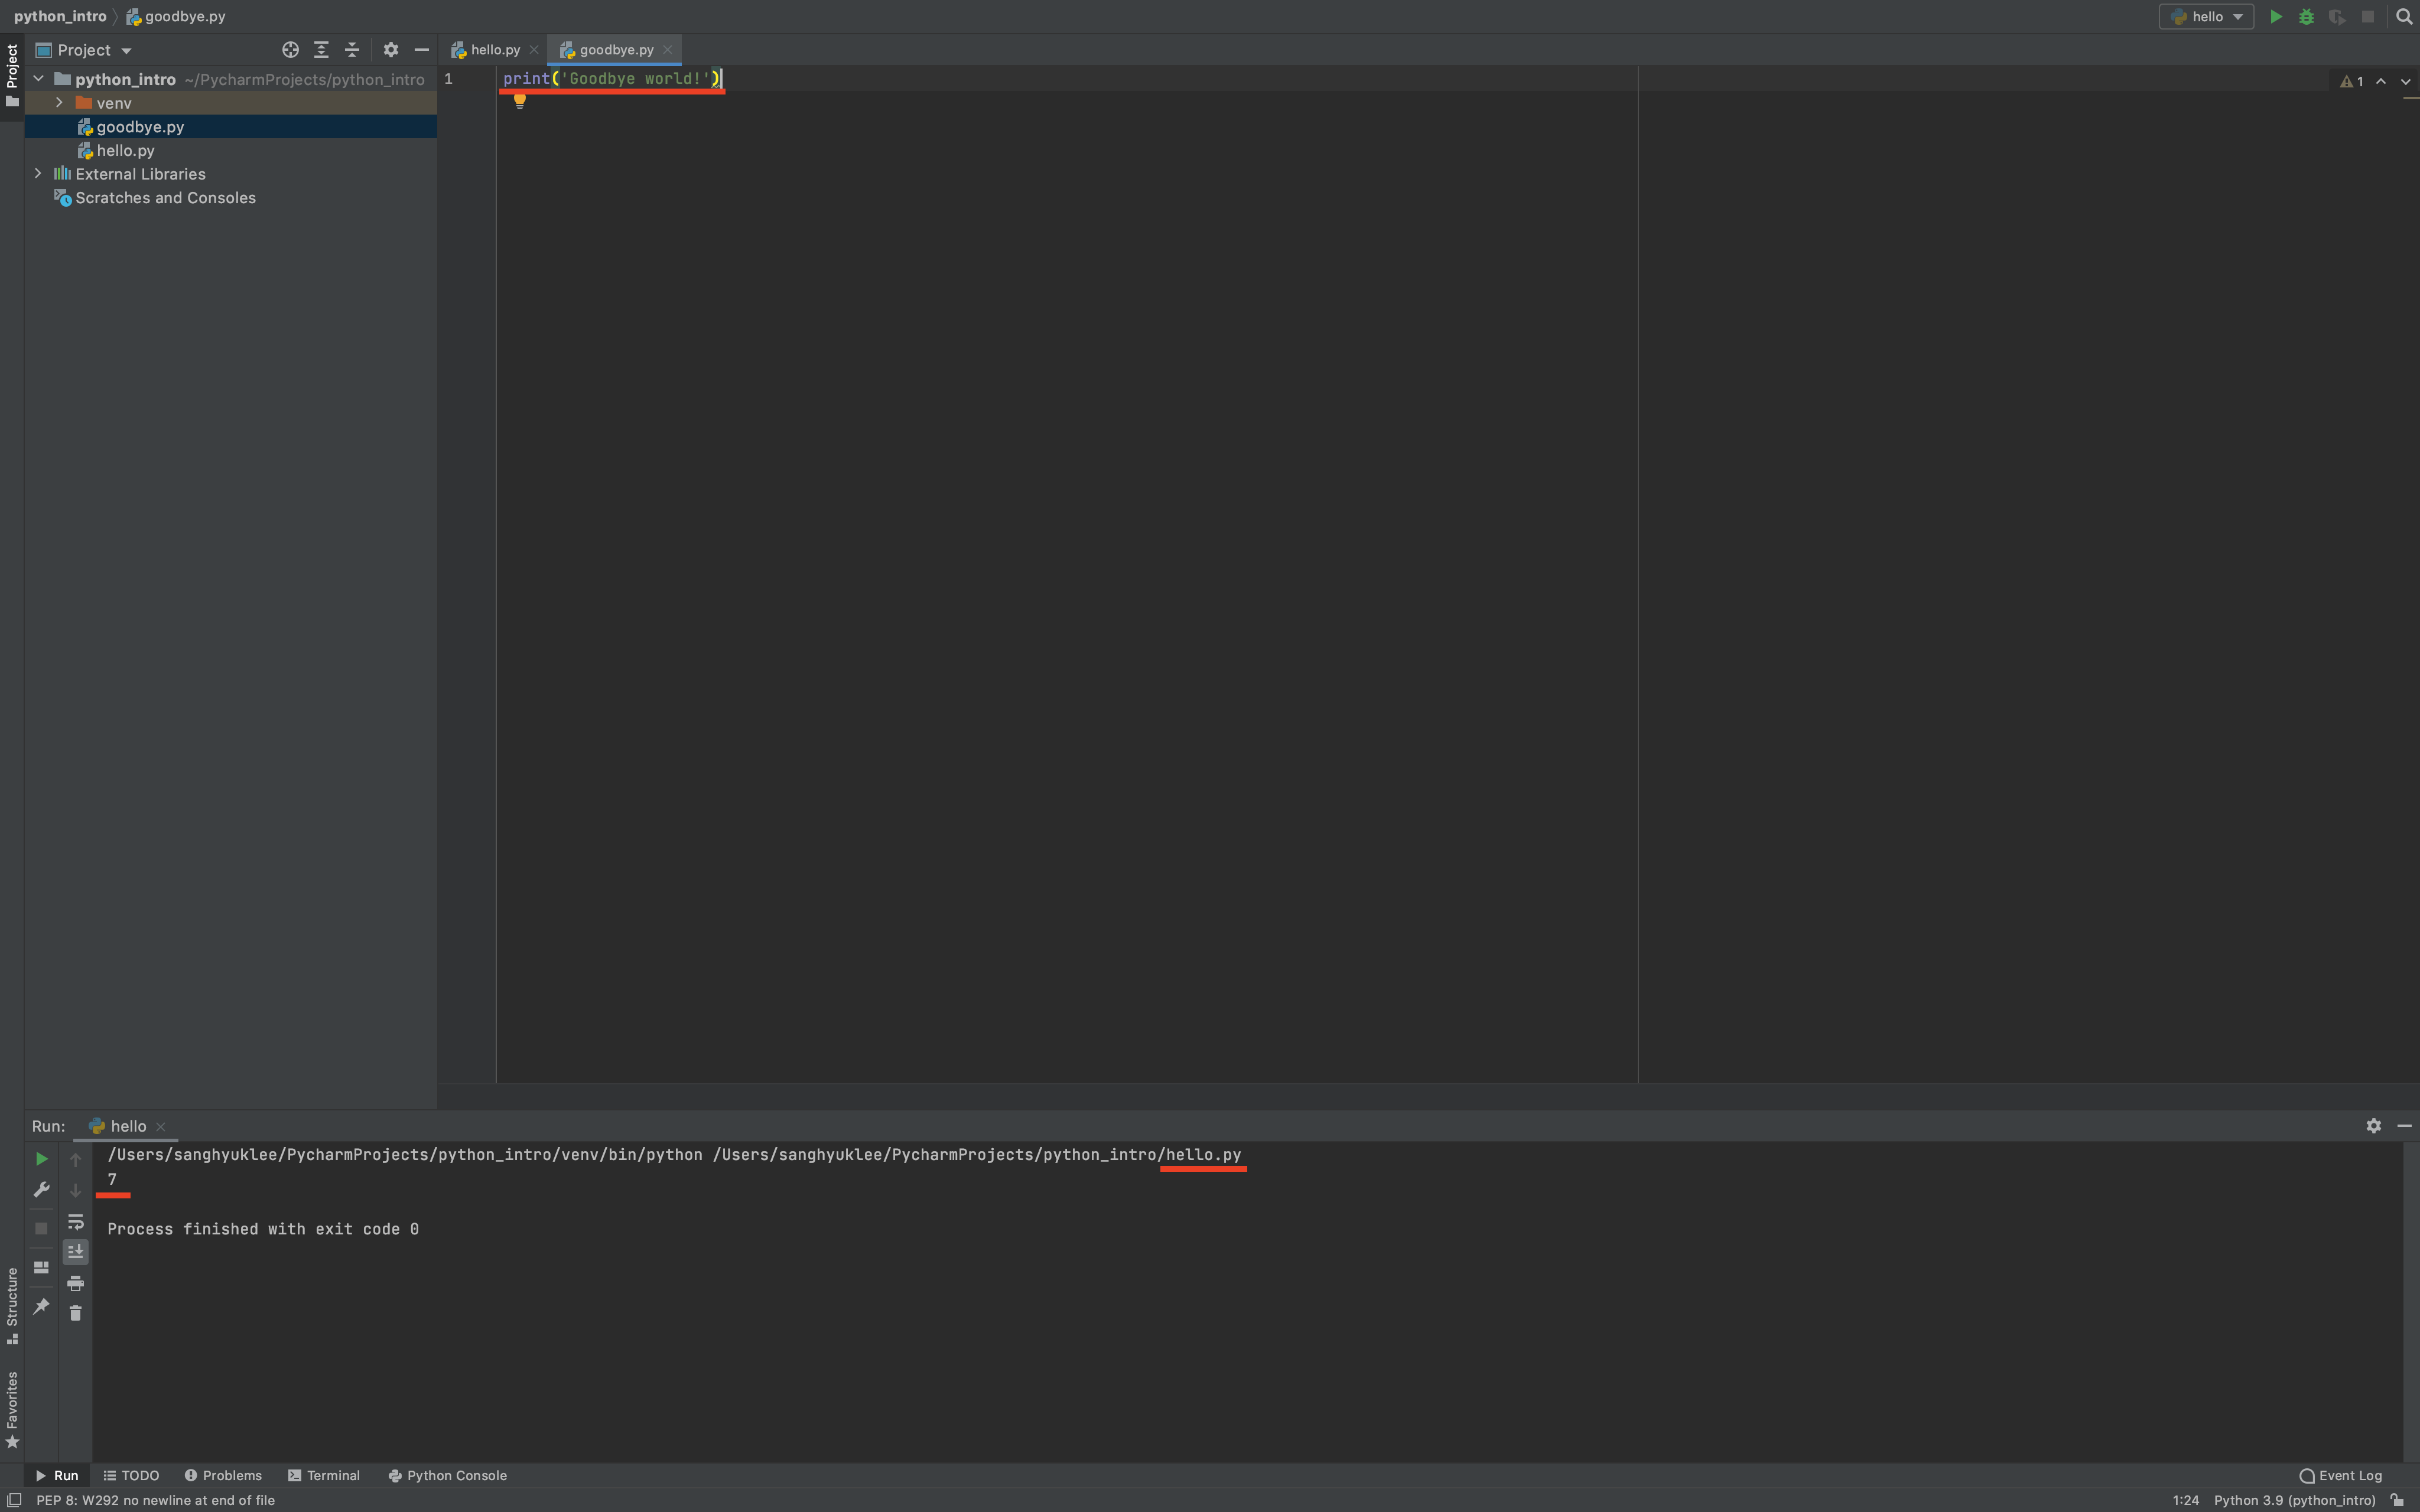 python_intro goodbye.py
hello
Project
Project
hello.py
goodbye.py
python_intro ~/PycharmProjects/python_intro
venv
goodbye.py
hello.py
External Libraries
Scratches and Consoles
1 print('Goodbye world!')
1
Run: hello
/Users/sanghyuklee/PycharmProjects/python_intro/venv/bin/python /Users/sanghyuklee/PycharmProjects/python_intro/hello.py
7
Process finished with exit code 0
Structure
Favorites
Run TODO Problems Terminal Python Console
Event Log
PEP 8: W292 no newline at end of file
1:24 Python 3.9 (python_intro)